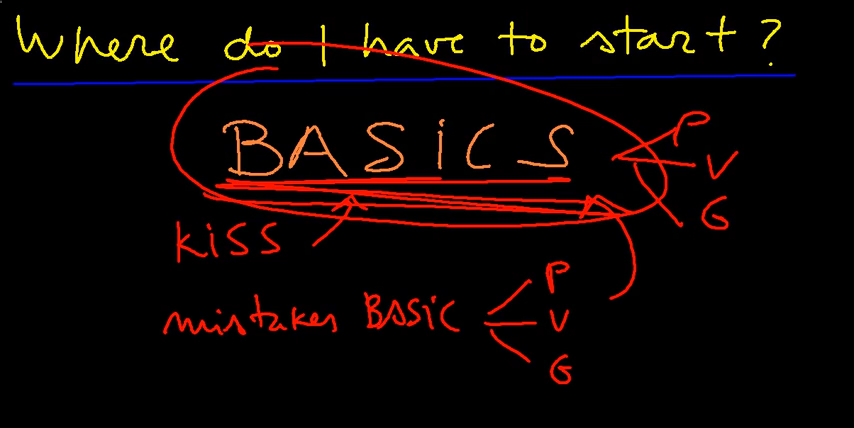 Where do I have to start?
BASiCS P
V
G
KiSS
mistakes BASiC P
V
G